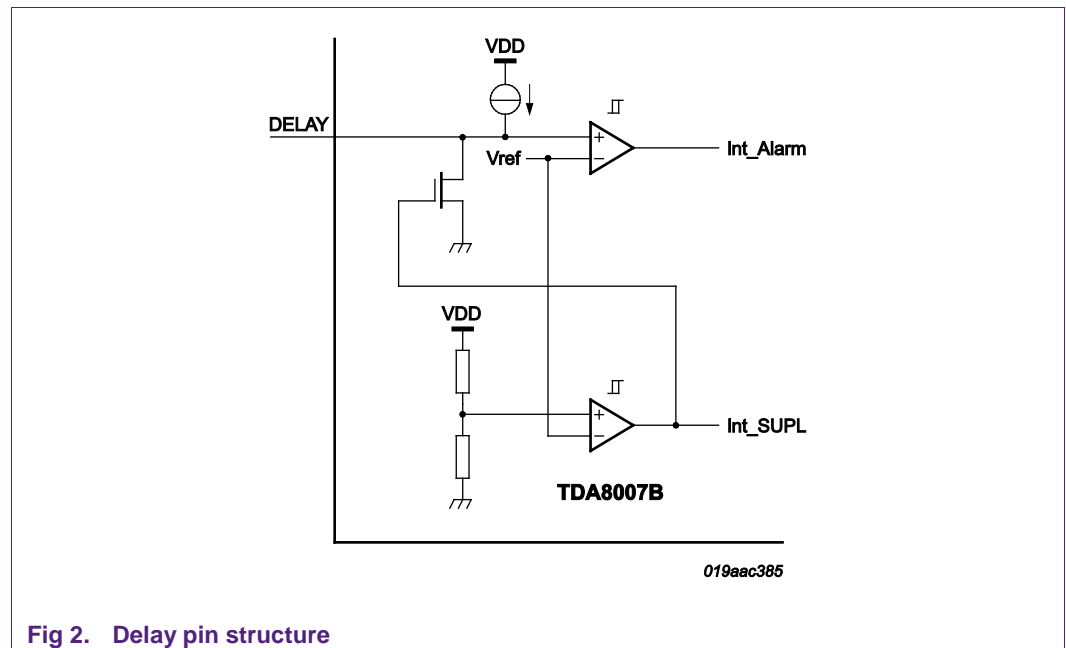 VDD
DELAY
Vref
+
−
Int_Alarm
VDD
+
−
Int_SUPL
TDA8007B
019aac385
Fig 2. Delay pin structure